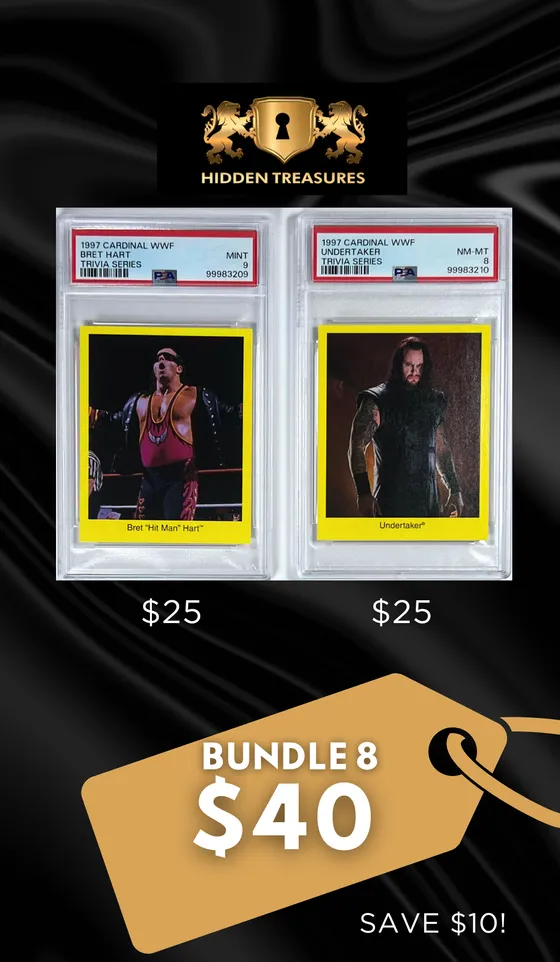 HIDDEN TREASURES
1997 CARDINAL WWF
BRET HART MINT
TRIVIA SERIES 9
PSA 99983209
1997 CARDINAL WWF
UNDERTAKER NM-MT
TRIVIA SERIES 8
PSA 99983210
Bret "Hit Man" Hart™
Undertaker®
$25
$25
BUNDLE 8
$40
SAVE $10!